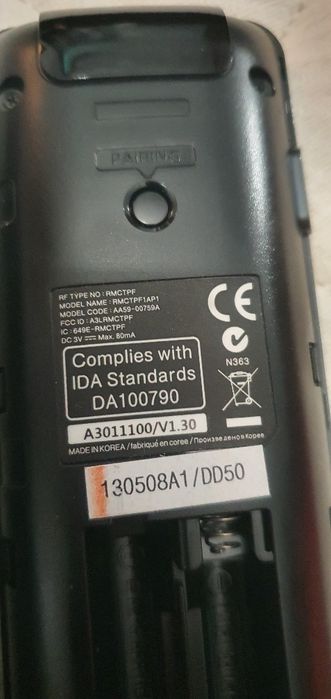 PAIRING
RF TYPE NO : RMCTPF
MODEL NAME : RMCTPF1AP1
MODEL CODE : AA59-00759A
FCC ID : A3LRMCTPF
IC : 649E-RMCTPF
DC 3V ⎓ Max. 80mA
CE
N363
Complies with
IDA Standards
DA100790
A3011100/V1.30
MADE IN KOREA / fabriqué en coree / Произведено в Корее
130508A1/DD50